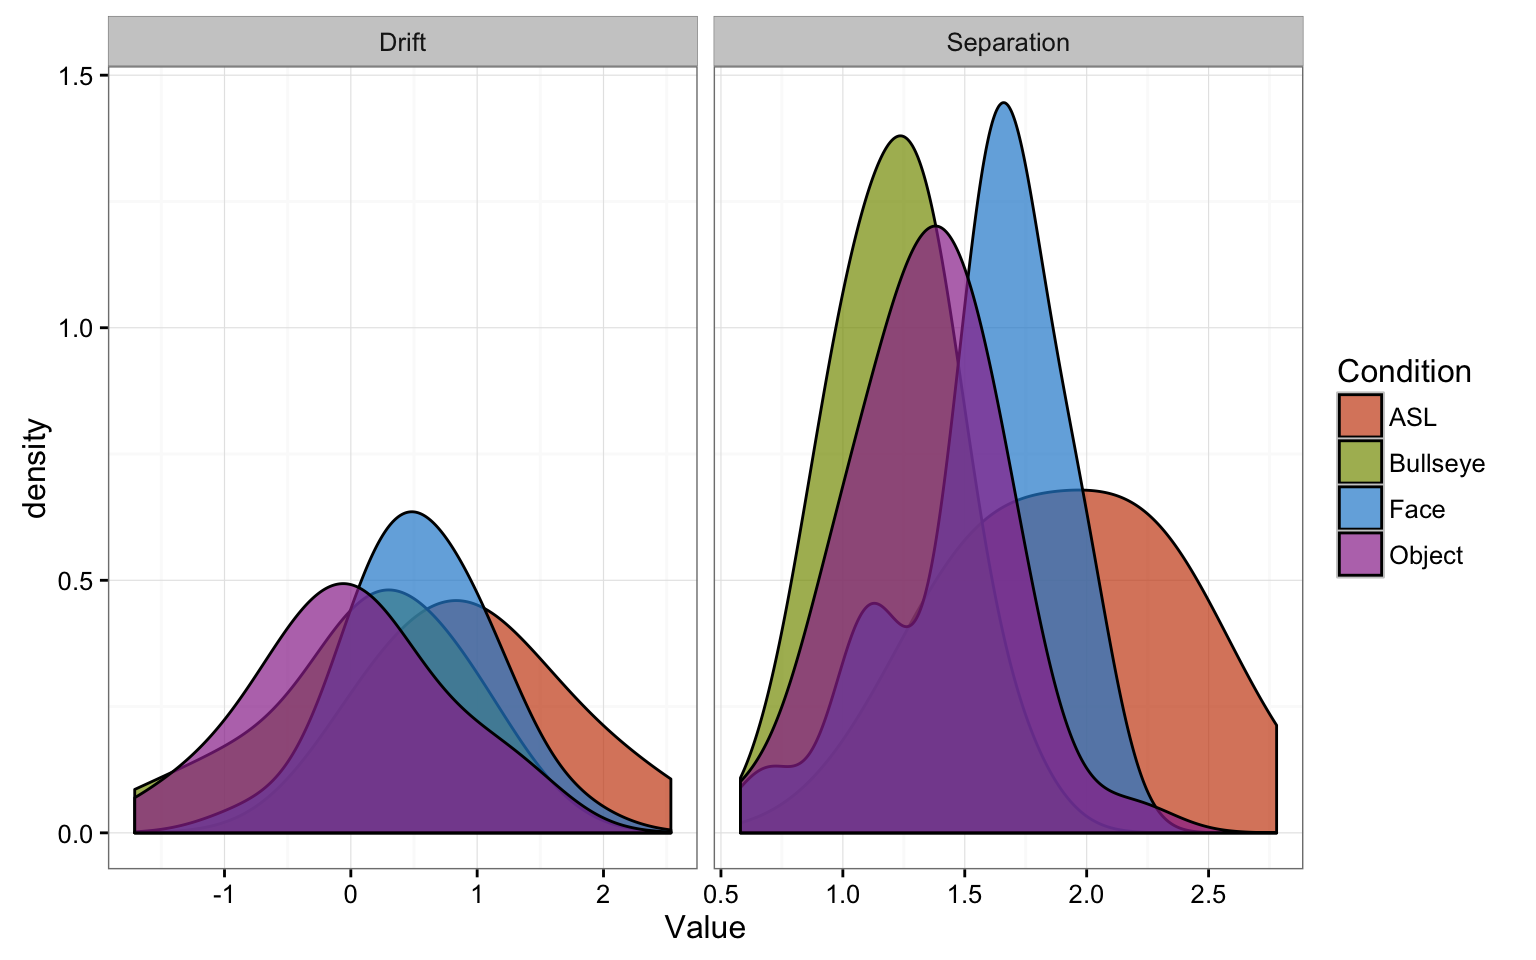 Drift
Separation
1.5
1.0
0.5
0.0
density
-1 0 1 2
0.5 1.0 1.5 2.0 2.5
Value
Condition
ASL
Bullseye
Face
Object